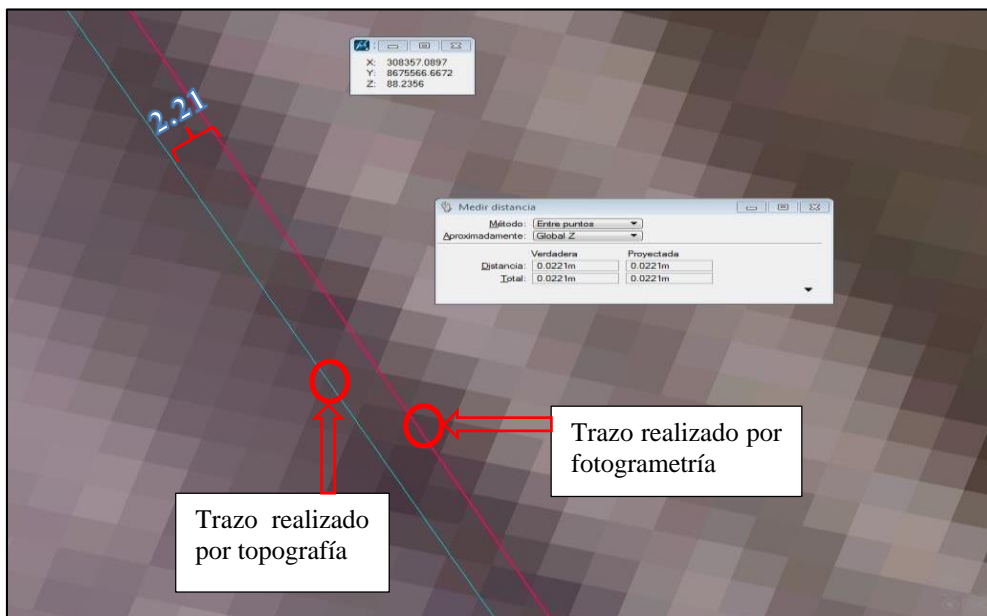 X: 308357.0897
Y: 8675566.6672
Z: 88.2356
2.21
Medir distancia
Método: Entre puntos
Aproximadamente: Global Z
Verdadera Proyectada
Distancia: 0.0221m 0.0221m
Total: 0.0221m 0.0221m
Trazo realizado por
fotogrametría
Trazo realizado
por topografía